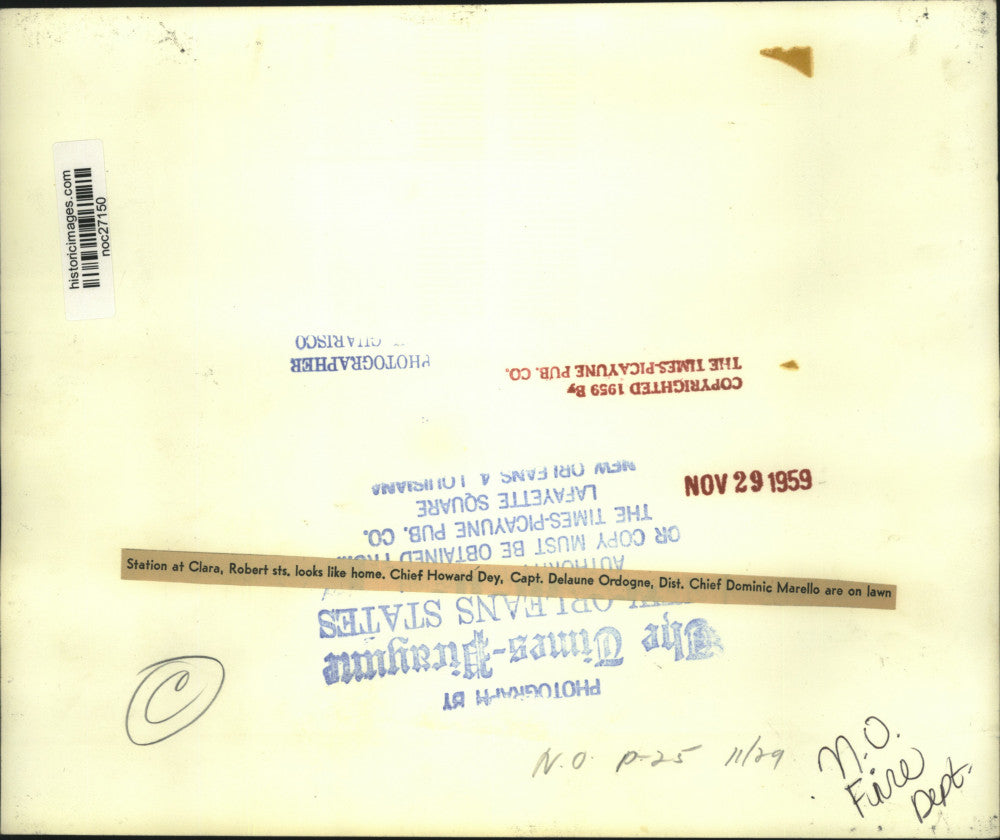 historicimages.com
noc27150
PHOTOGRAPHER
GUARISCO
COPYRIGHTED 1959 By
THE TIMES-PICAYUNE PUB. CO.
NOV 29 1959
Station at Clara, Robert sts. looks like home. Chief Howard Dey, Capt. Delaune Ordogne, Dist. Chief Dominic Marello are on lawn
PHOTOGRAPH BY
The Times-Picayune
ORLEANS STATES
OR COPY MUST BE OBTAINED
THE TIMES-PICAYUNE PUB. CO.
LAFAYETTE SQUARE
NEW ORLEANS 4 LOUISIANA
C
N.O. P-25 11/29
N.O.
Fire
Dept.